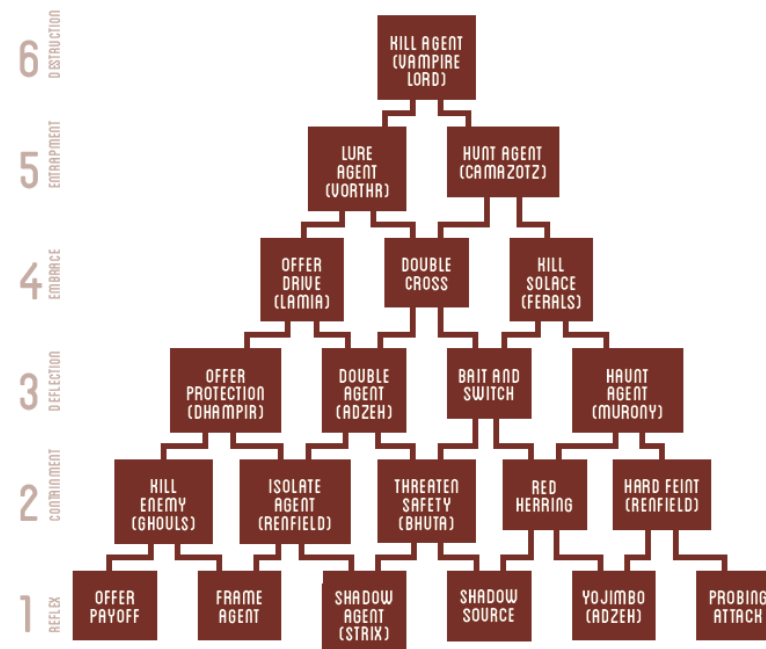 6
DESTRUCTION
KILL AGENT
(VAMPIRE
LORD)
5
ENTRAPMENT
LURE
AGENT
(VORTHR)
HUNT AGENT
(CAMAZOTZ)
4
EMBRACE
OFFER
DRIVE
(LAMIA)
DOUBLE
CROSS
KILL
SOLACE
(FERALS)
3
DEFLECTION
OFFER
PROTECTION
(DHAMPIR)
DOUBLE
AGENT
(ADZEH)
BAIT AND
SWITCH
HAUNT
AGENT
(MURONY)
2
CONTAINMENT
KILL
ENEMY
(GHOULS)
ISOLATE
AGENT
(RENFIELD)
THREATEN
SAFETY
(BHUTA)
RED
HERRING
HARD FEINT
(RENFIELD)
1
REFLEX
OFFER
PAYOFF
FRAME
AGENT
SHADOW
AGENT
(STRIX)
SHADOW
SOURCE
YOJIMBO
(ADZEH)
PROBING
ATTACK